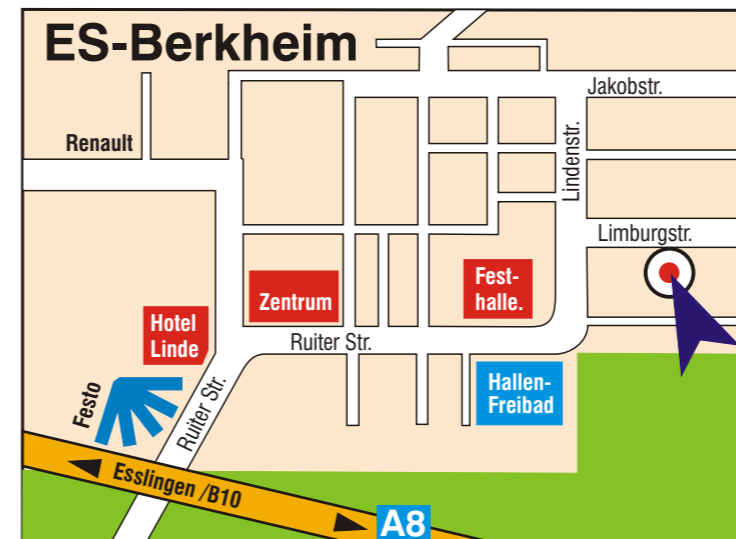 ES-Berkheim
Jakobstr.
Renault
Lindenstr.
Limburgstr.
Fest-
halle.
Zentrum
Hotel
Linde
Ruiter Str.
Hallen-
Freibad
Festo
Ruiter Str.
Esslingen /B10
A8